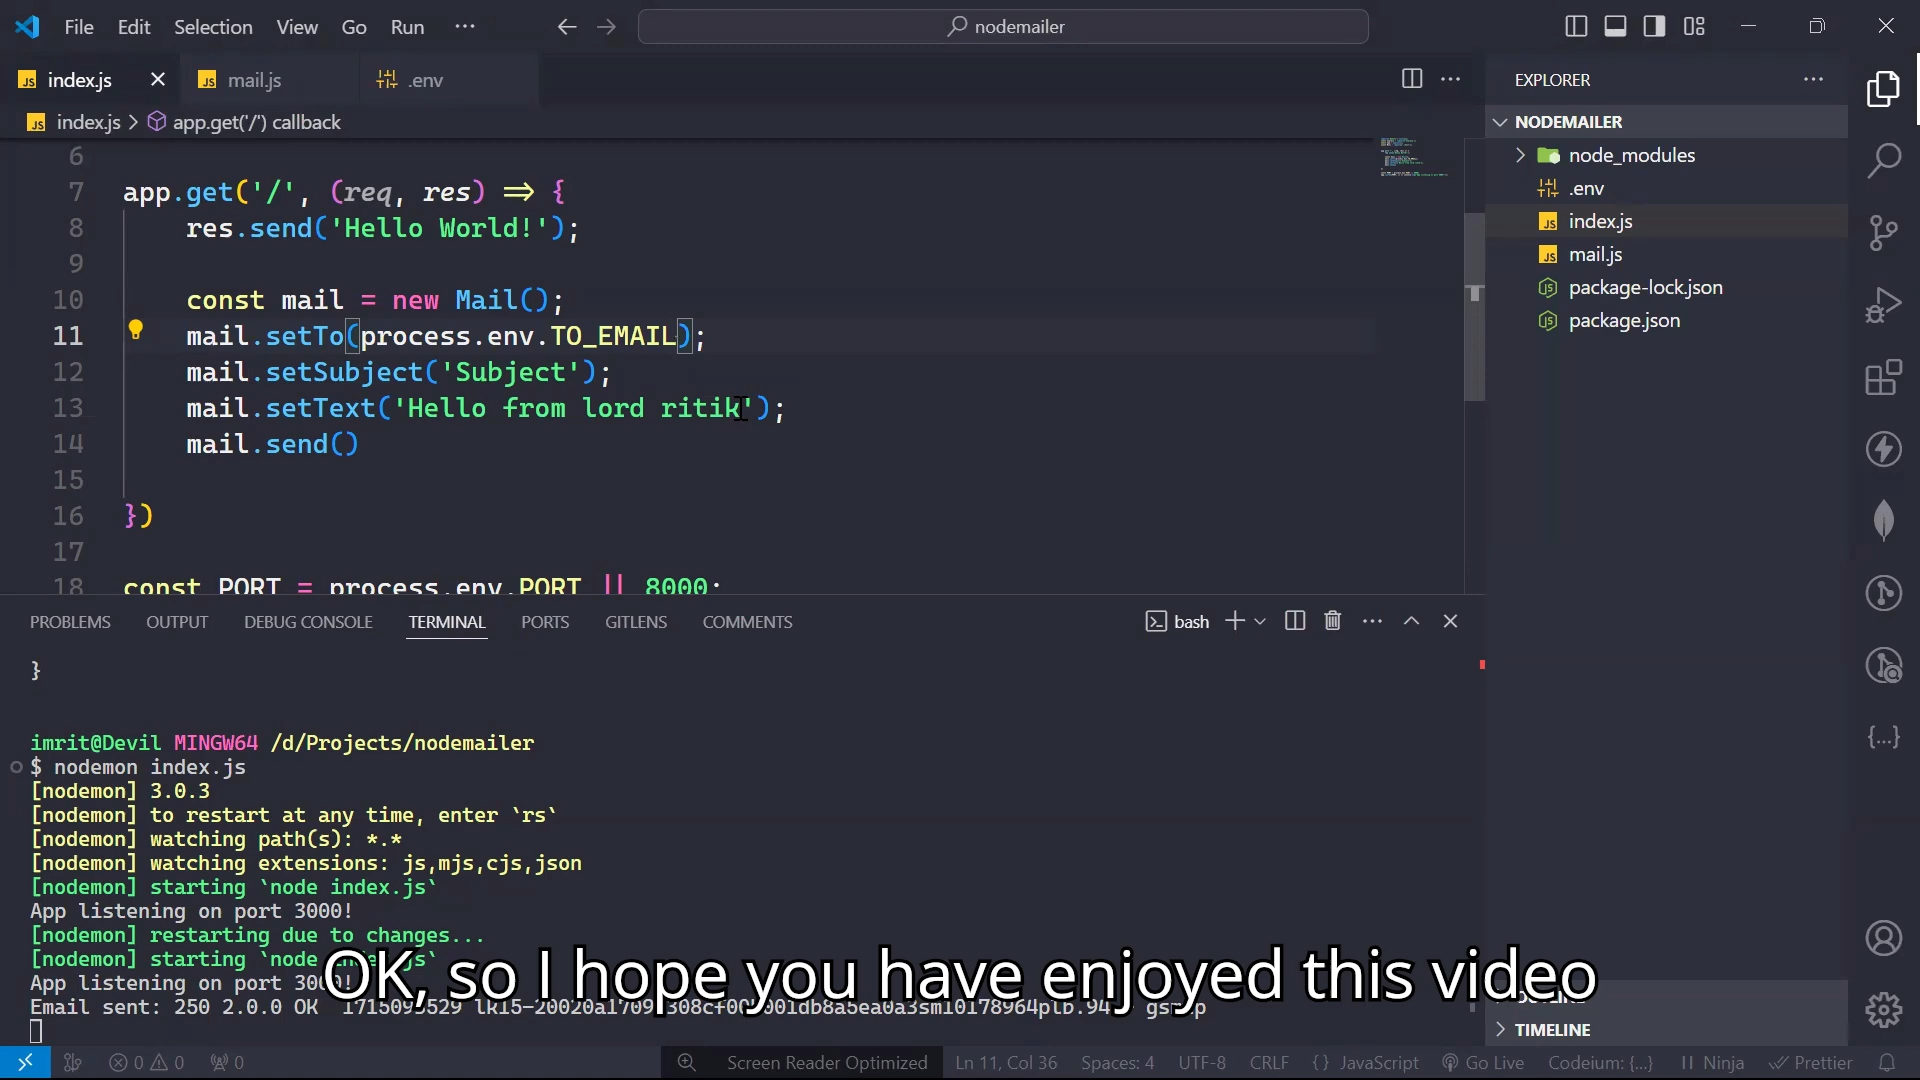 File Edit Selection View Go Run ··· nodemailer
index.js mail.js .env
index.js > app.get('/') callback
6
7 app.get('/', (req, res) => {
8 res.send('Hello World!');
9
10 const mail = new Mail();
11 mail.setTo(process.env.TO_EMAIL);
12 mail.setSubject('Subject');
13 mail.setText('Hello from lord ritik');
14 mail.send()
15
16 })
17
18 const PORT = process.env.PORT || 8000;
EXPLORER
NODEMAILER
node_modules
.env
index.js
mail.js
package-lock.json
package.json
TIMELINE
PROBLEMS OUTPUT DEBUG CONSOLE TERMINAL PORTS GITLENS COMMENTS bash
}
imrit@Devil MINGW64 /d/Projects/nodemailer
$ nodemon index.js
[nodemon] 3.0.3
[nodemon] to restart at any time, enter `rs`
[nodemon] watching path(s): *.*
[nodemon] watching extensions: js,mjs,cjs,json
[nodemon] starting `node index.js`
App listening on port 3000!
[nodemon] restarting due to changes...
[nodemon] starting `node index.js`
App listening on port 3000!
Email sent: 250 2.0.0 OK
OK, so I hope you have enjoyed this video
0 0 0 Screen Reader Optimized Ln 11, Col 36 Spaces: 4 UTF-8 CRLF {} JavaScript Go Live Codeium: {...} Ninja Prettier